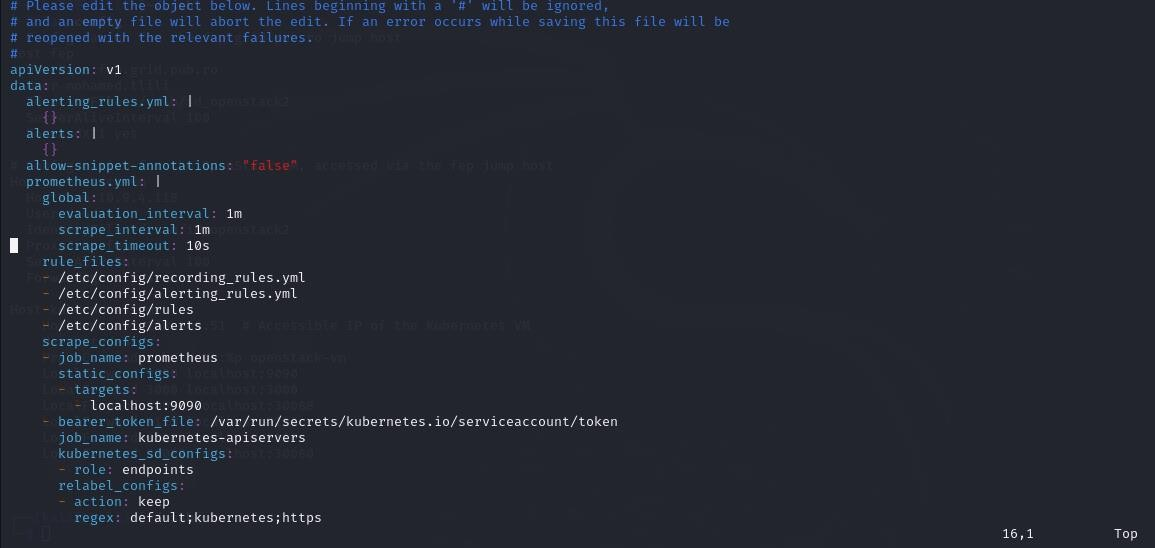 # Please edit the object below. Lines beginning with a '#' will be ignored,
# and an empty file will abort the edit. If an error occurs while saving this file will be
# reopened with the relevant failures.
#
apiVersion: v1
data:
  alerting_rules.yml: |
    {}
  alerts: |
    {}
  allow-snippet-annotations: "false"
  prometheus.yml: |
    global:
      evaluation_interval: 1m
      scrape_interval: 1m
      scrape_timeout: 10s
    rule_files:
    - /etc/config/recording_rules.yml
    - /etc/config/alerting_rules.yml
    - /etc/config/rules
    - /etc/config/alerts
    scrape_configs:
    - job_name: prometheus
      static_configs:
      - targets:
        - localhost:9090
    - bearer_token_file: /var/run/secrets/kubernetes.io/serviceaccount/token
      job_name: kubernetes-apiservers
      kubernetes_sd_configs:
      - role: endpoints
      relabel_configs:
      - action: keep
        regex: default;kubernetes;https
16,1 Top